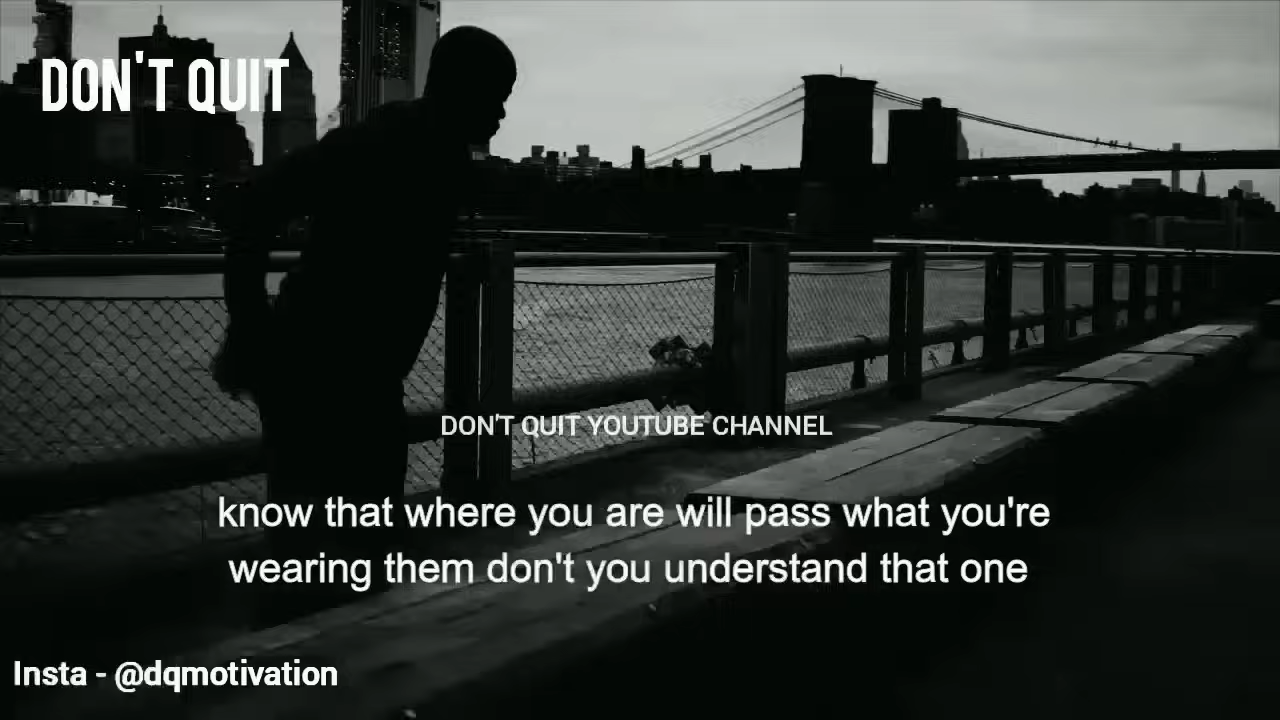 DON'T QUIT
DON'T QUIT YOUTUBE CHANNEL
know that where you are will pass what you're
wearing them don't you understand that one
Insta - @dqmotivation